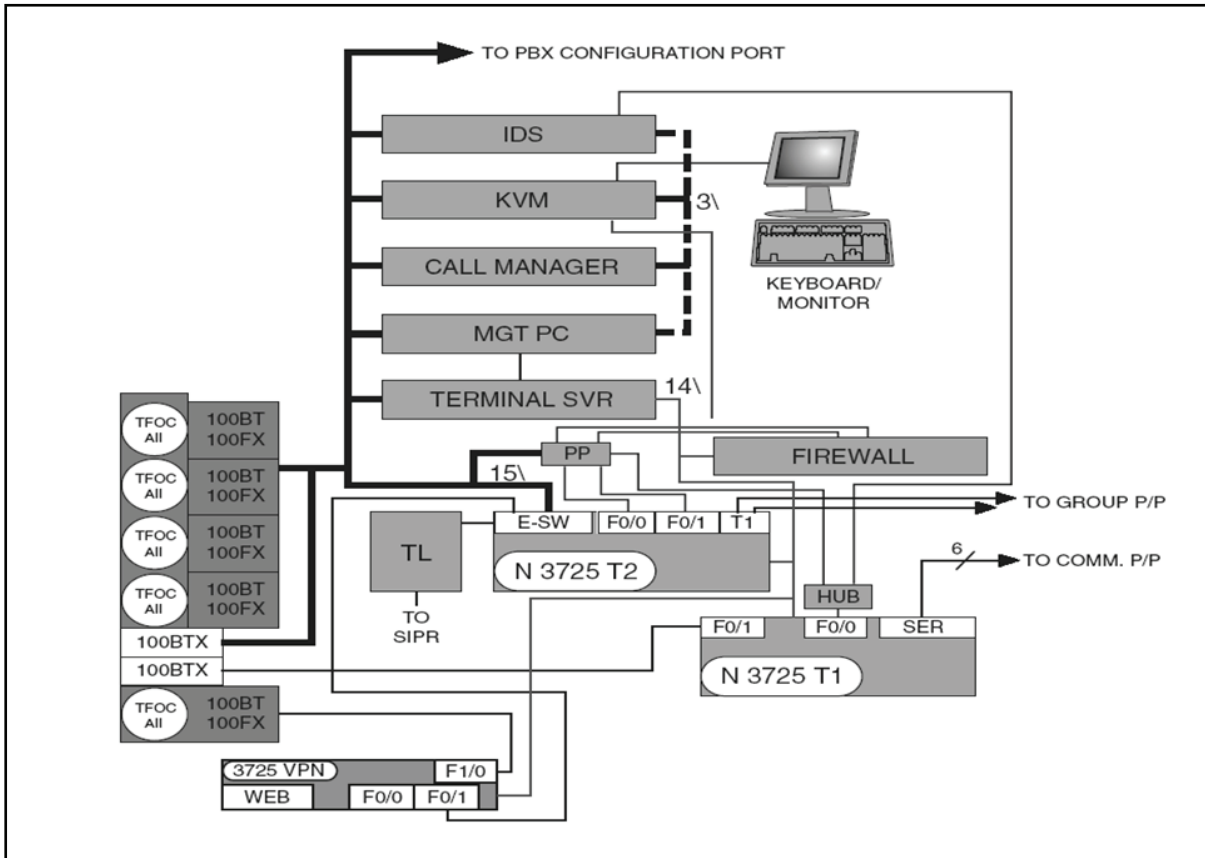 TO PBX CONFIGURATION PORT
IDS
KVM
3\
CALL MANAGER
KEYBOARD/
MONITOR
MGT PC
TERMINAL SVR
14\
TFOC
All
100BT
100FX
TFOC
All
100BT
100FX
TFOC
All
100BT
100FX
TFOC
All
100BT
100FX
100BTX
100BTX
TFOC
All
100BT
100FX
PP
FIREWALL
15\
E-SW
F0/0
F0/1
T1
TO GROUP P/P
N 3725 T2
TL
TO
SIPR
6
TO COMM. P/P
HUB
F0/1
F0/0
SER
N 3725 T1
3725 VPN
F1/0
WEB
F0/0
F0/1